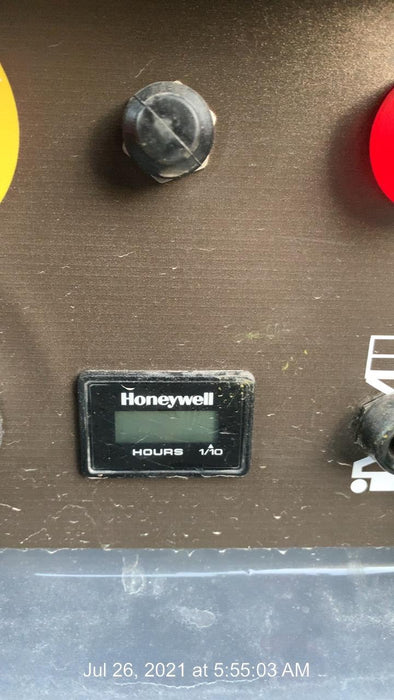 Honeywell
HOURS 1/10
Jul 26, 2021 at 5:55:03 AM